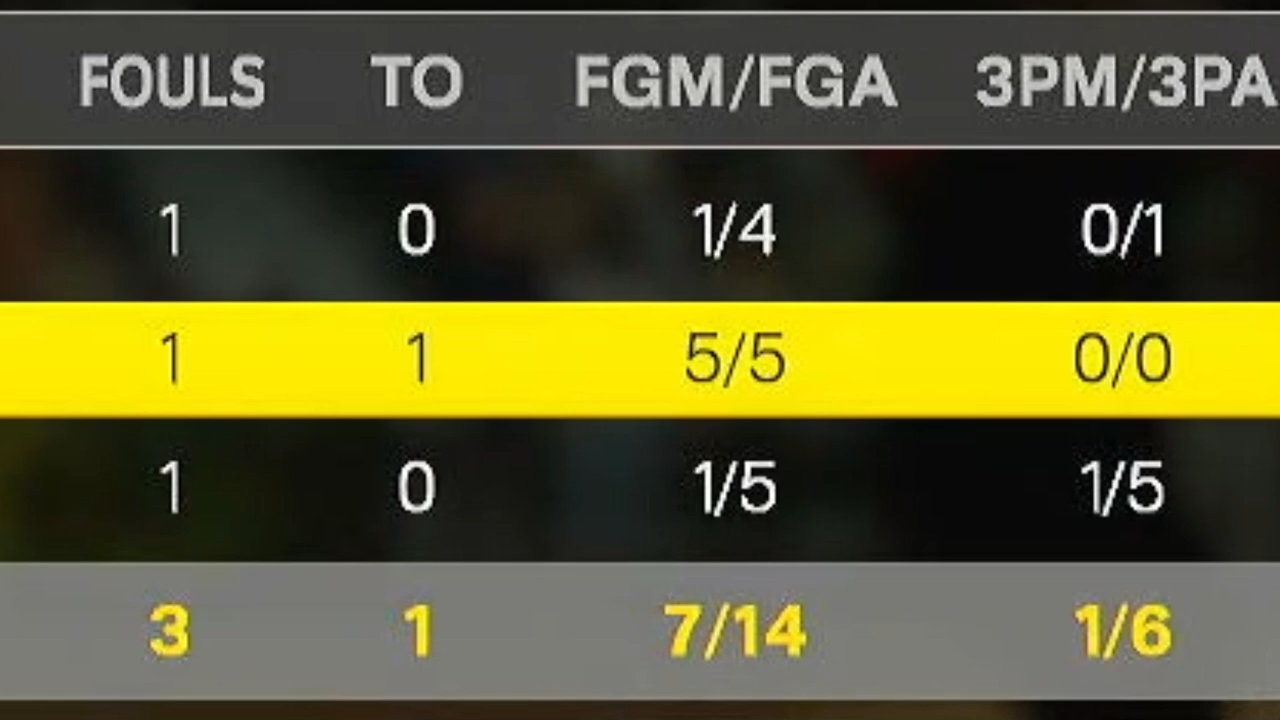 FOULS TO FGM/FGA 3PM/3PA
1 0 1/4 0/1
1 1 5/5 0/0
1 0 1/5 1/5
3 1 7/14 1/6